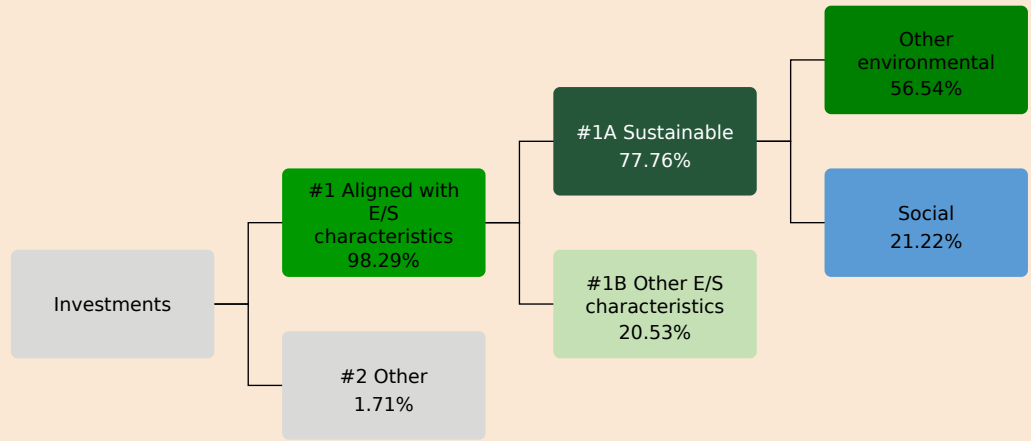 Investments
#1 Aligned with
E/S
characteristics
98.29%
#2 Other
1.71%
#1A Sustainable
77.76%
#1B Other E/S
characteristics
20.53%
Other
environmental
56.54%
Social
21.22%